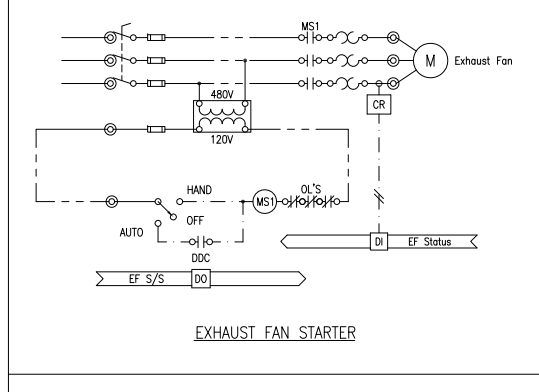 MS1
M
Exhaust Fan
480V
CR
120V
HAND
MS1
OL'S
OFF
AUTO
DDC
DI
EF Status
EF S/S
DO
EXHAUST FAN STARTER